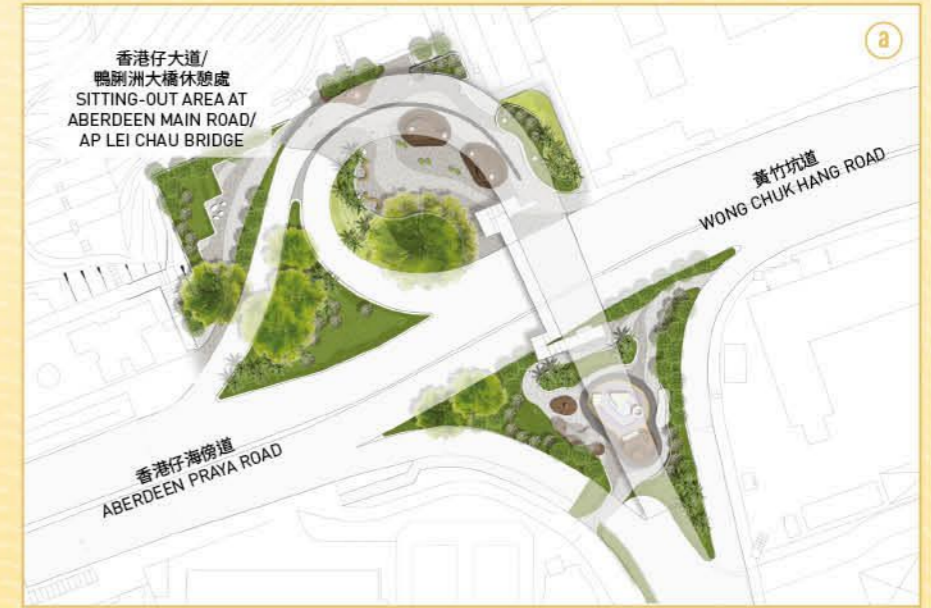 香港仔大道/
鴨脷洲大橋休憩處
SITTING-OUT AREA AT
ABERDEEN MAIN ROAD/
AP LEI CHAU BRIDGE
a
黃竹坑道
WONG CHUK HANG ROAD
香港仔海傍道
ABERDEEN PRAYA ROAD